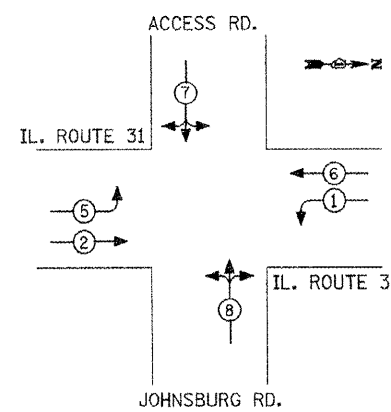 ACCESS RD.
N
7
IL. ROUTE 31
6
5
1
2
IL. ROUTE 3
8
JOHNSBURG RD.